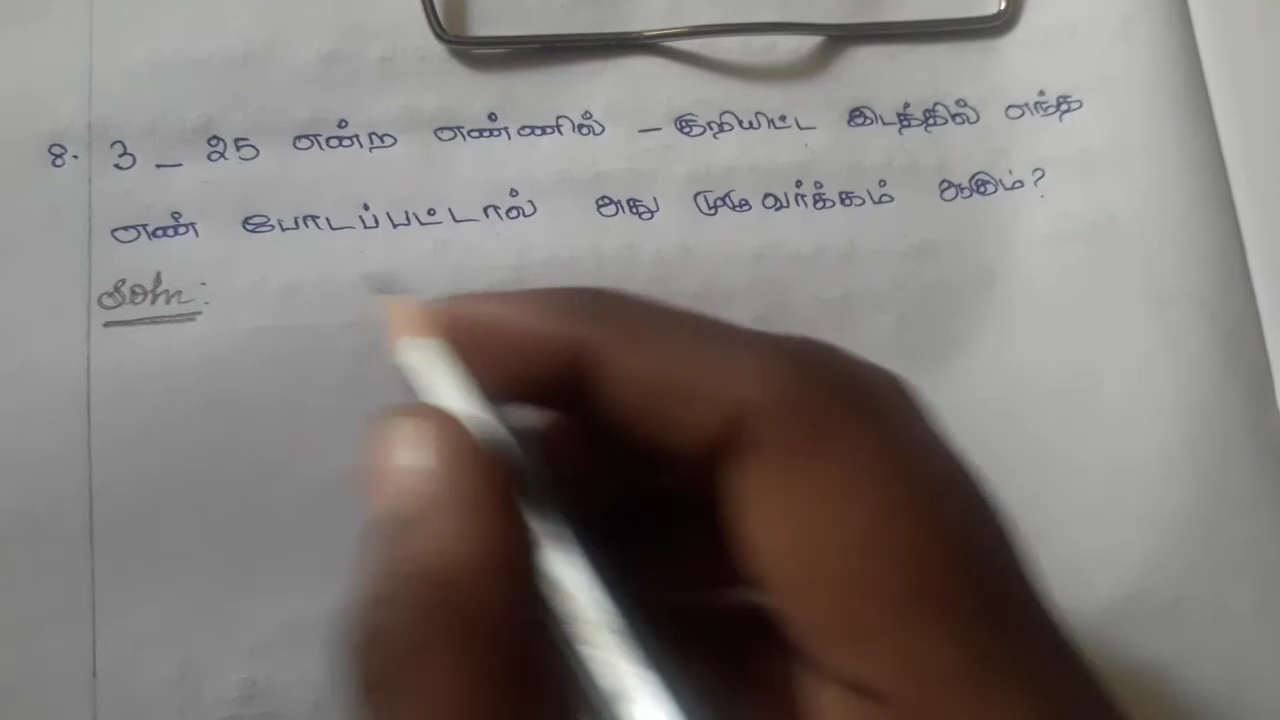 8. 3 _ 25 என்ற எண்ணில் – குறியிட்ட இடத்தில் எந்த
எண் போடப்பட்டால் அது முழு வர்க்கம் ஆகும்?
Soln: